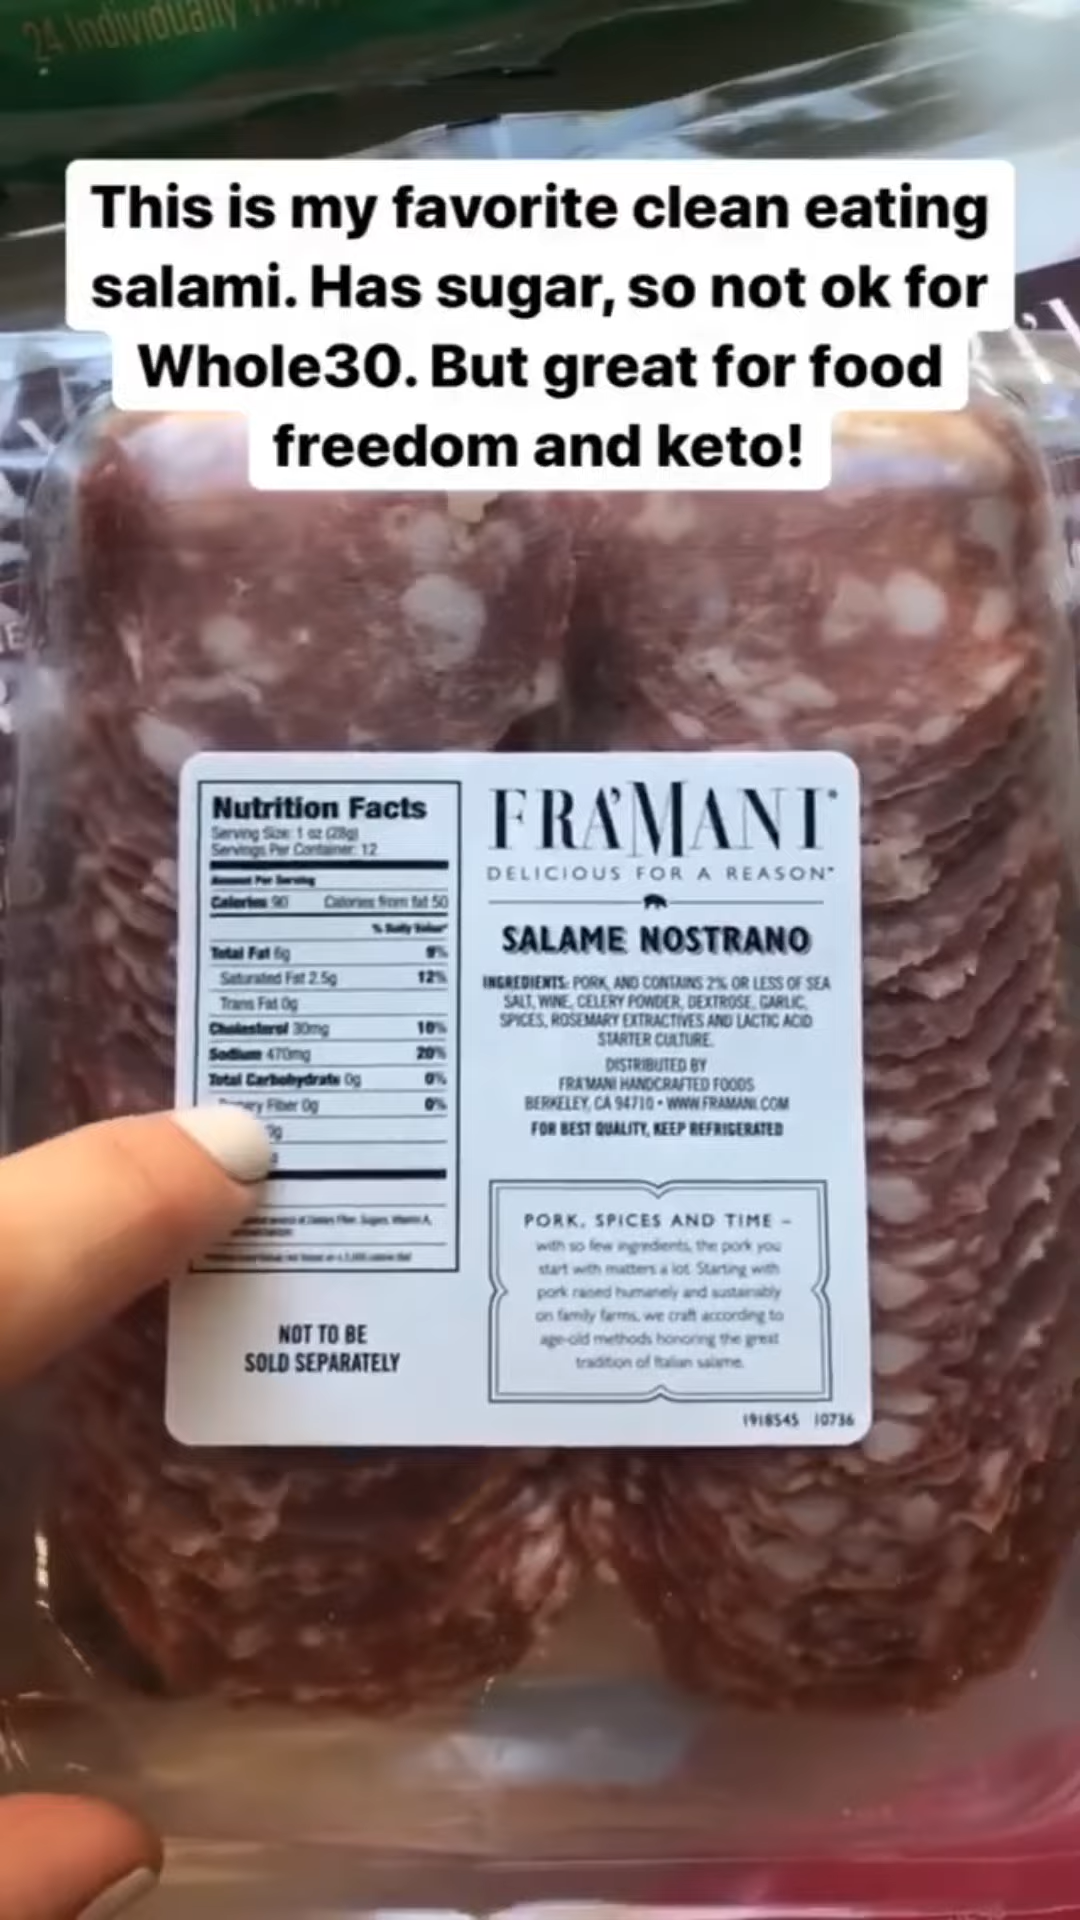 24 Individually
This is my favorite clean eating
salami. Has sugar, so not ok for
Whole30. But great for food
freedom and keto!
Nutrition Facts
Serving Size: 1 oz (28g)
Servings Per Container: 12
Amount Per Serving
Calories 90 Calories from fat 50
% Daily Value*
Total Fat 6g 9%
Saturated Fat 2.5g 12%
Trans Fat 0g
Cholesterol 30mg 10%
Sodium 470mg 20%
Total Carbohydrate 0g 0%
Fiber 0g 0%
FRA'MANI®
DELICIOUS FOR A REASON™
SALAME NOSTRANO
INGREDIENTS: PORK, AND CONTAINS 2% OR LESS OF SEA
SALT, WINE, CELERY POWDER, DEXTROSE, GARLIC,
SPICES, ROSEMARY EXTRACTIVES AND LACTIC ACID
STARTER CULTURE.
DISTRIBUTED BY
FRA'MANI HANDCRAFTED FOODS
BERKELEY, CA 94710 • WWW.FRAMANI.COM
FOR BEST QUALITY, KEEP REFRIGERATED
PORK, SPICES AND TIME –
with so few ingredients, the pork you
start with matters a lot. Starting with
pork raised humanely and sustainably
on family farms, we craft according to
age-old methods honoring the great
tradition of Italian salame.
NOT TO BE
SOLD SEPARATELY
1918545 10736